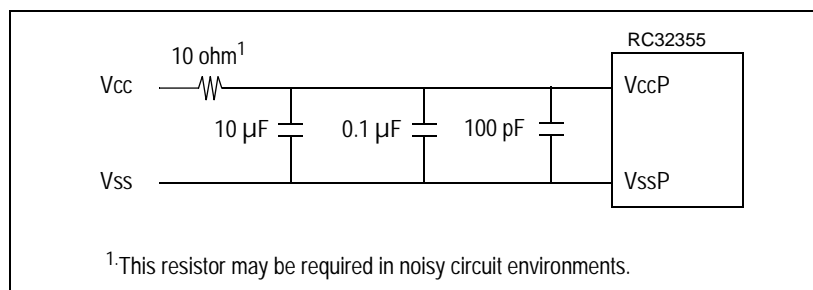 RC32355
10 ohm1
Vcc
VccP
10 µF
0.1 µF
100 pF
Vss
VssP
1.This resistor may be required in noisy circuit environments.